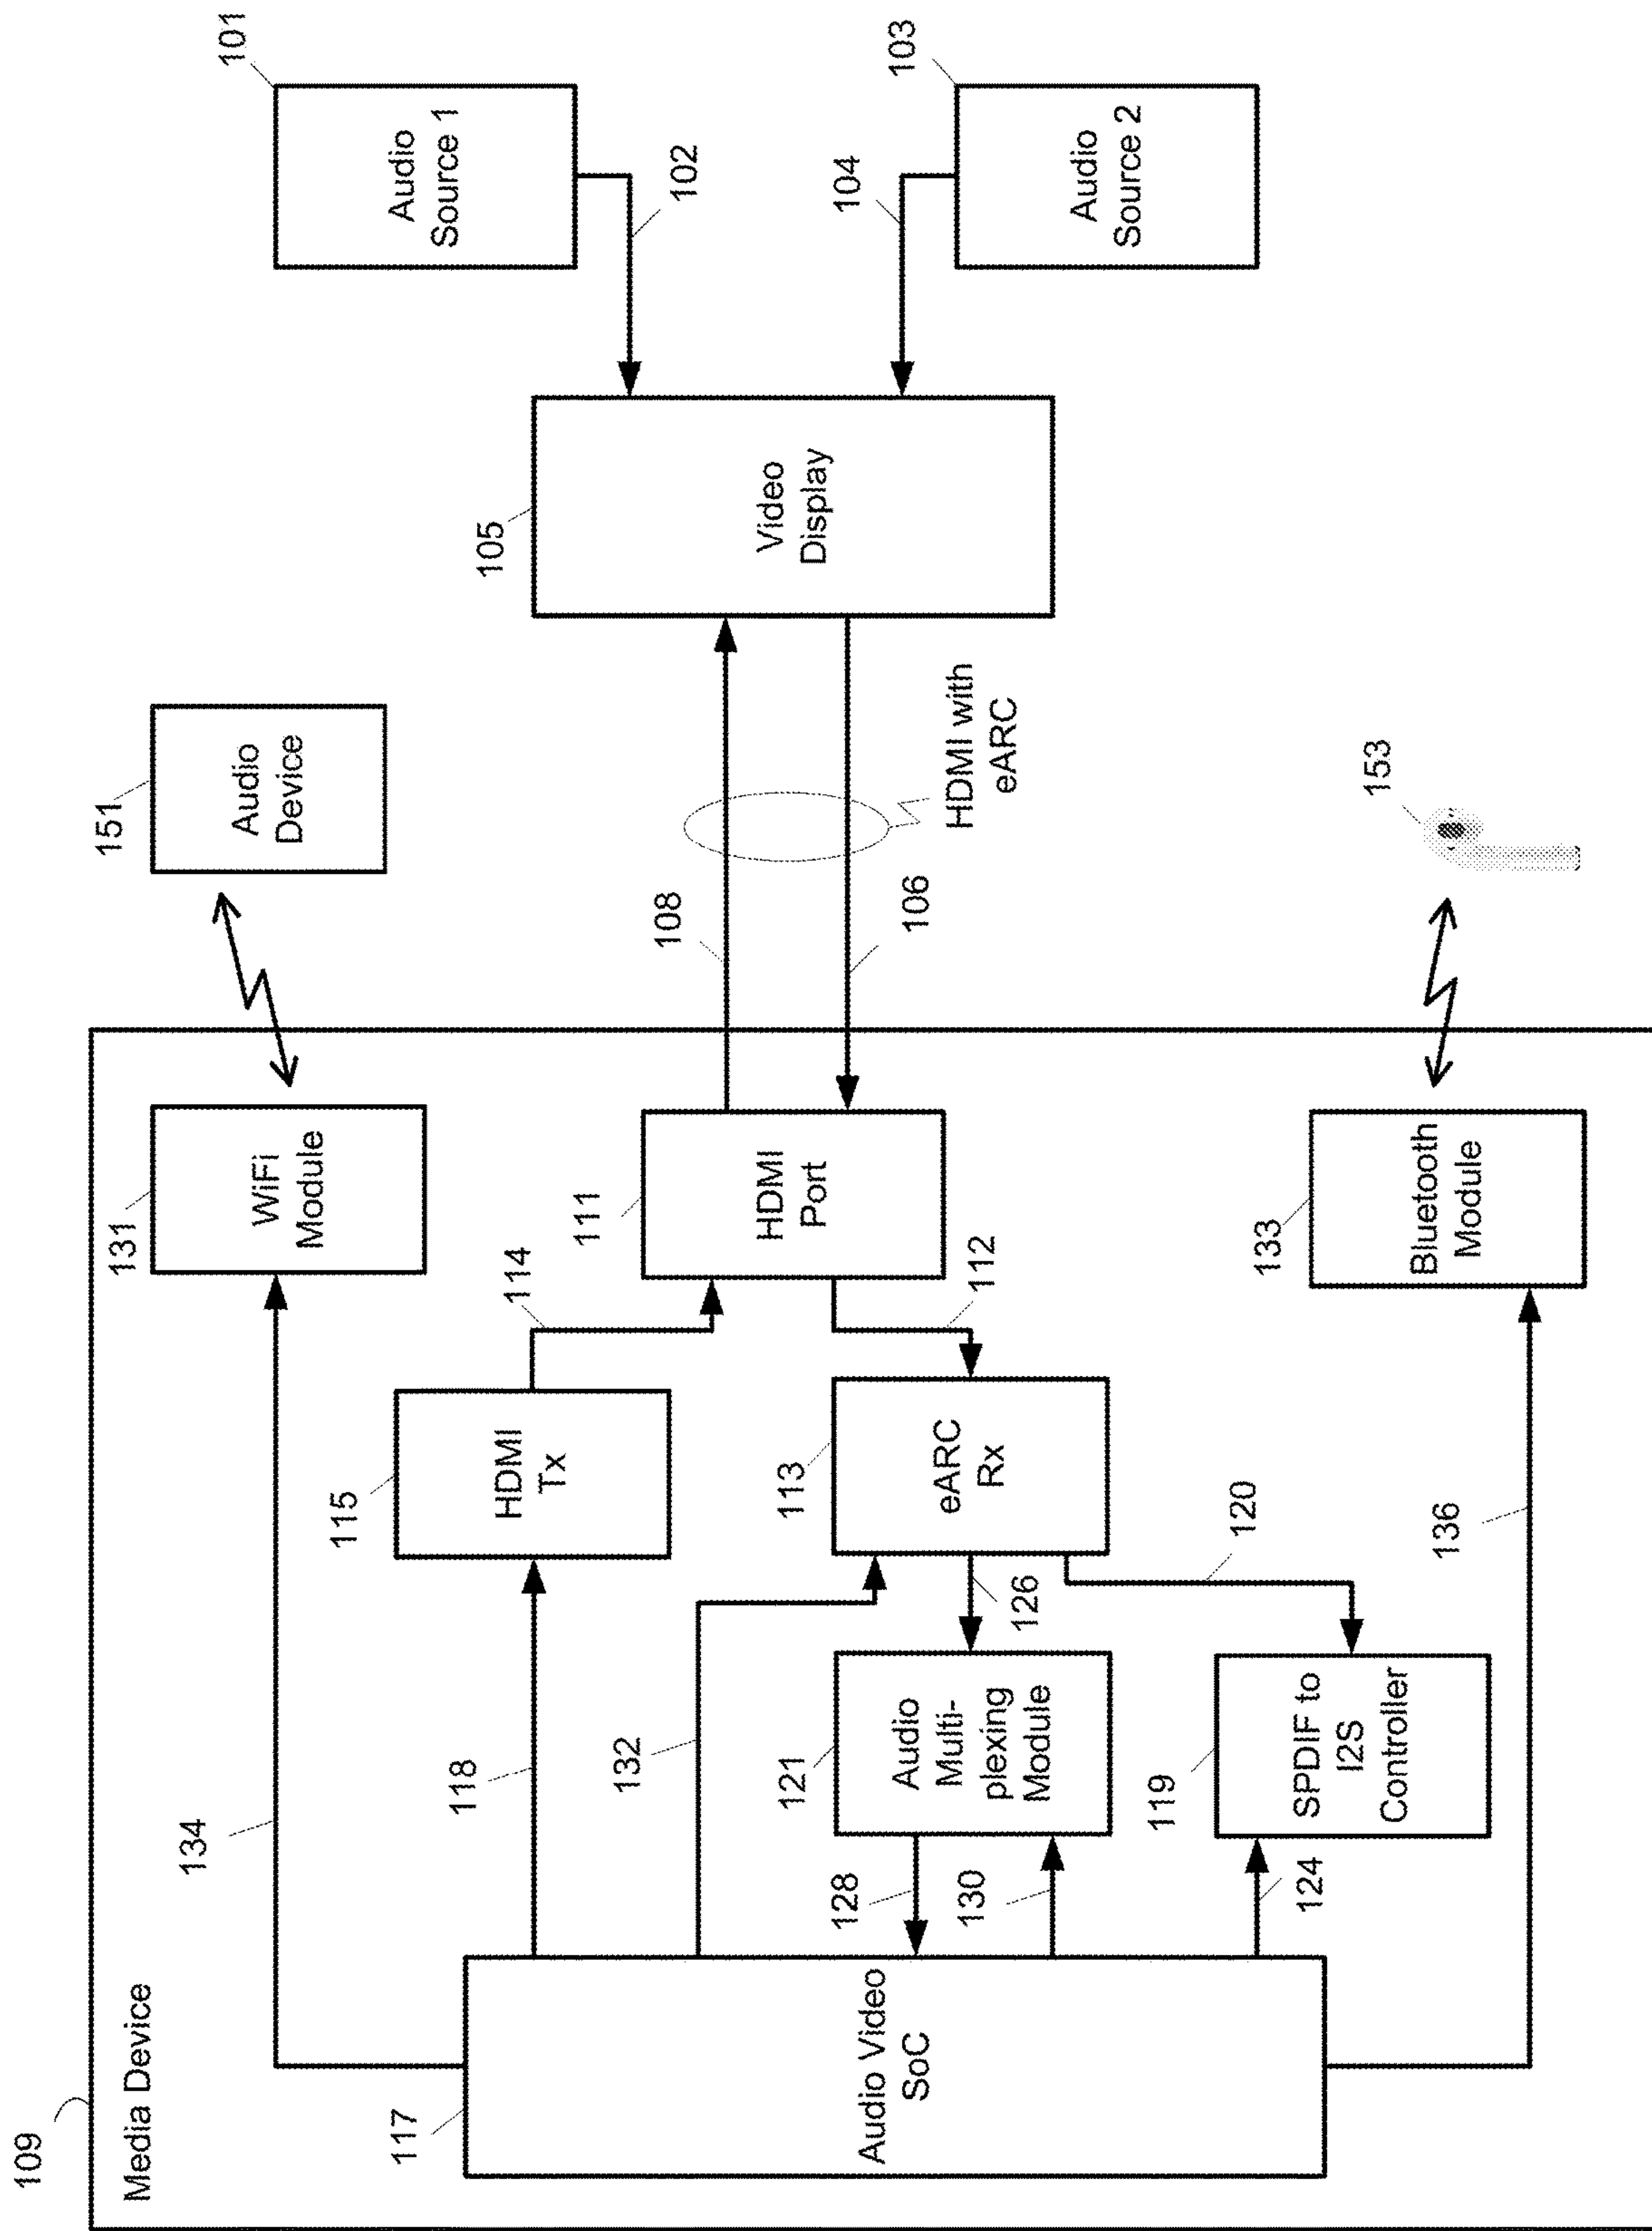 109
Media Device
117
Audio Video
SoC
134
118
132
128
130
124
121
Audio
Multi-
plexing
Module
119
SPDIF to
I2S
Controller
126
120
136
115
HDMI
Tx
113
eARC
Rx
114
112
131
WiFi
Module
111
HDMI
Port
133
Bluetooth
Module
108
106
HDMI with
eARC
151
Audio
Device
153
105
Video
Display
102
104
101
Audio
Source 1
103
Audio
Source 2